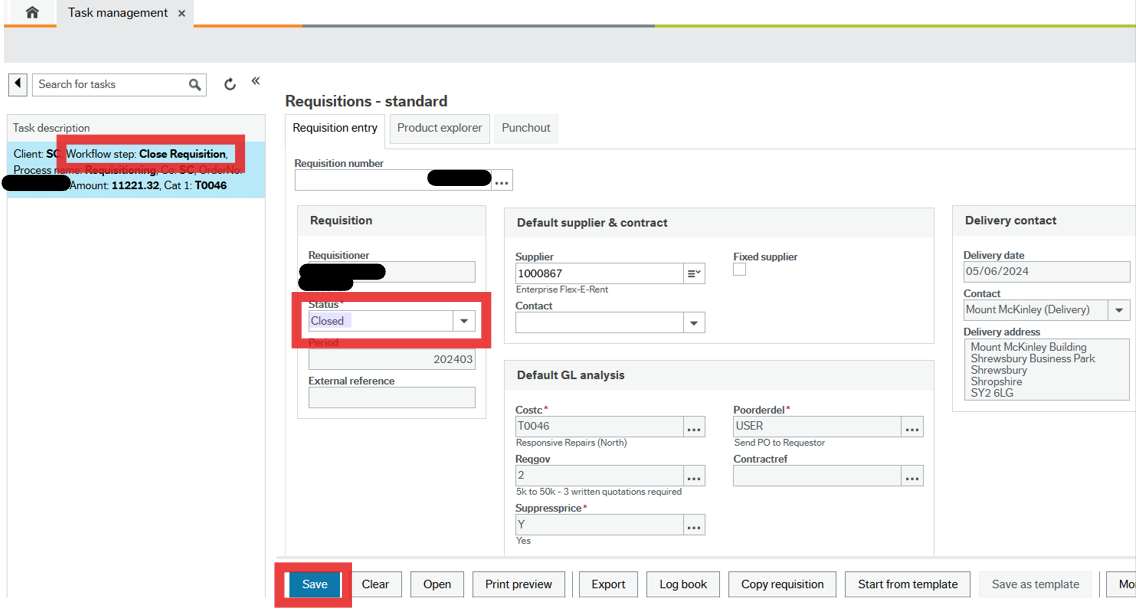 Task management ×
Search for tasks
Task description
Client: SC, Workflow step: Close Requisition,
Process name: Requisitioning, Co: SC, OrderNo:
Amount: 11221.32, Cat 1: T0046
Requisitions - standard
Requisition entry
Product explorer
Punchout
Requisition number
...
Requisition
Requisitioner
Status*
Closed
Period
202403
External reference
Default supplier & contract
Supplier
1000867
Enterprise Flex-E-Rent
Fixed supplier
Contact
Default GL analysis
Costc*
T0046
...
Responsive Repairs (North)
Poorderdel*
USER
...
Send PO to Requestor
Reqgov
2
...
5k to 50k - 3 written quotations required
Contractref
...
Suppressprice*
Y
...
Yes
Delivery contact
Delivery date
05/06/2024
Contact
Mount McKinley (Delivery)
Delivery address
Mount McKinley Building
Shrewsbury Business Park
Shrewsbury
Shropshire
SY2 6LG
Save
Clear
Open
Print preview
Export
Log book
Copy requisition
Start from template
Save as template
Mo